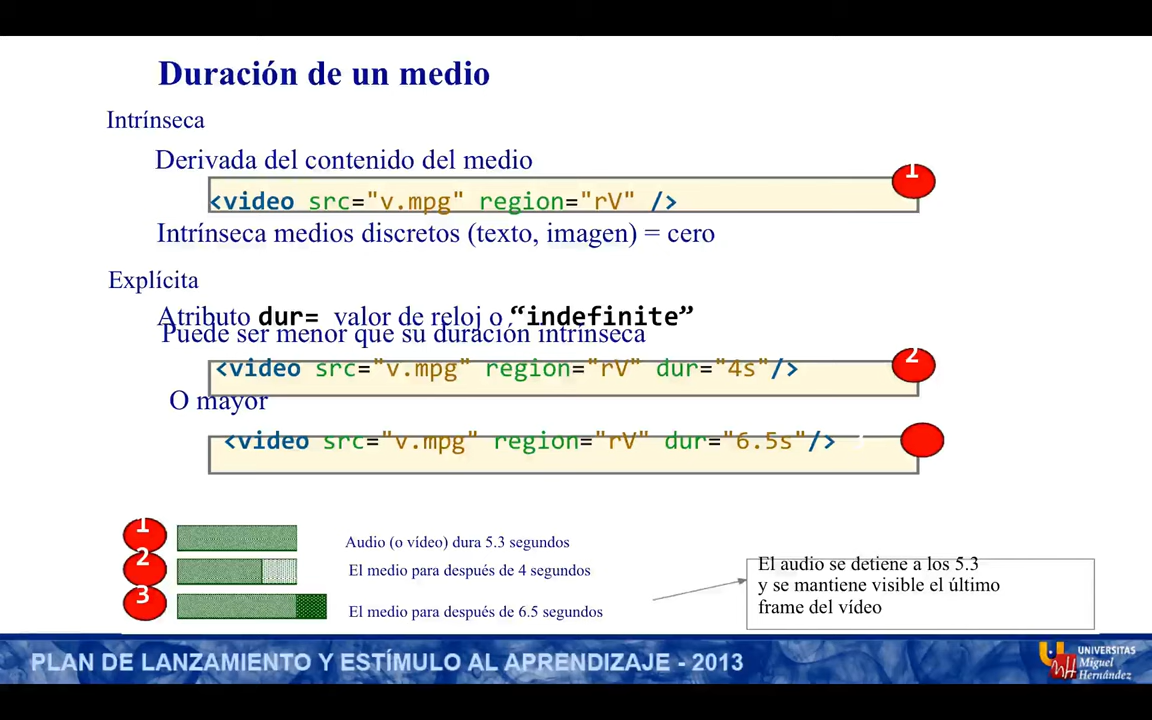 Duración de un medio
Intrínseca
Derivada del contenido del medio
1
<video src="v.mpg" region="rV" />
Intrínseca medios discretos (texto, imagen) = cero
Explícita
Atributo dur= valor de reloj o “indefinite”
Puede ser menor que su duración intrínseca
2
<video src="v.mpg" region="rV" dur="4s"/>
O mayor
<video src="v.mpg" region="rV" dur="6.5s"/>
1
Audio (o vídeo) dura 5.3 segundos
2
El medio para después de 4 segundos
3
El medio para después de 6.5 segundos
El audio se detiene a los 5.3
y se mantiene visible el último
frame del vídeo
PLAN DE LANZAMIENTO Y ESTÍMULO AL APRENDIZAJE - 2013
UNIVERSITAS
Miguel
Hernández